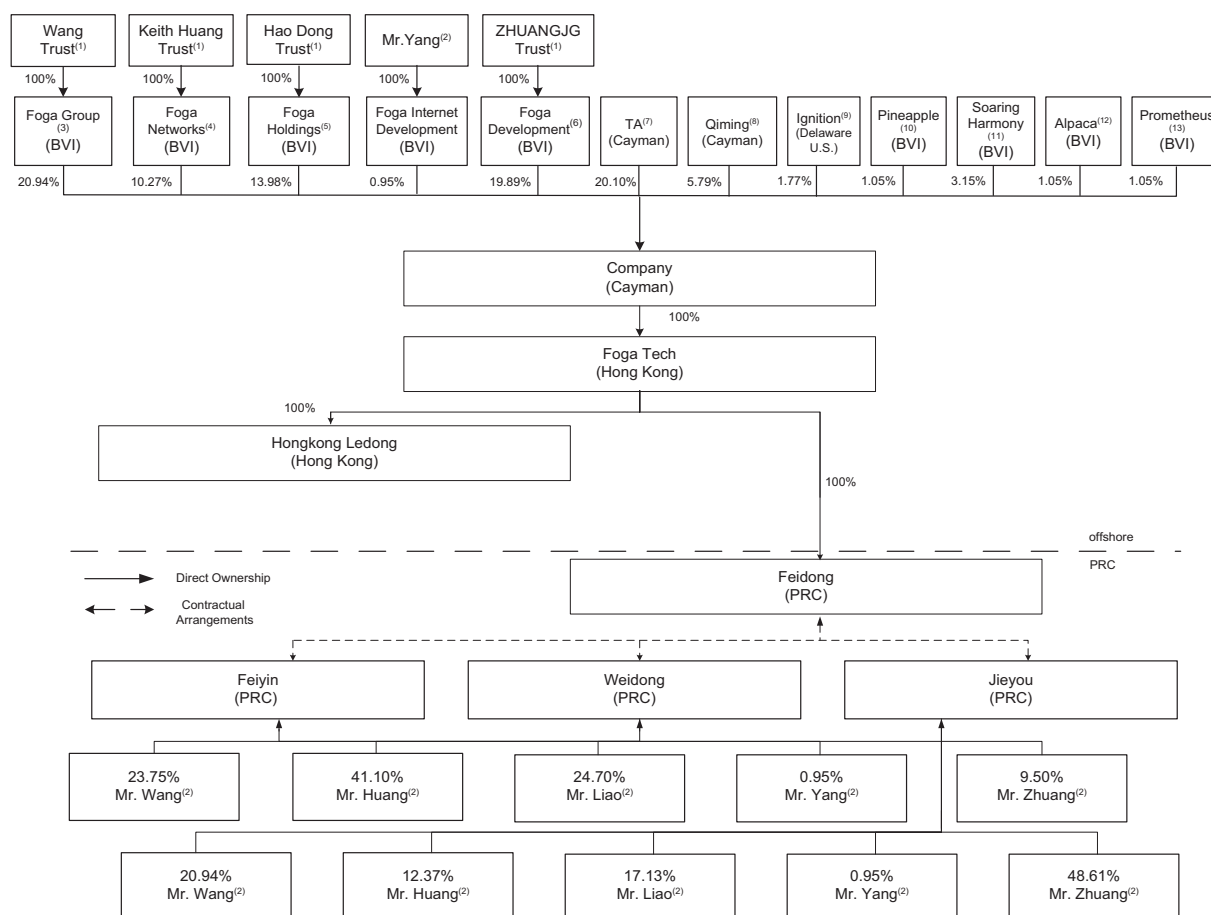 Wang
Trust(1)
Keith Huang
Trust(1)
Hao Dong
Trust(1)
Mr.Yang(2)
ZHUANGJG
Trust(1)
100%
100%
100%
100%
100%
Foga Group
(3)
(BVI)
Foga
Networks(4)
(BVI)
Foga
Holdings(5)
(BVI)
Foga Internet
Development
(BVI)
Foga
Development(6)
(BVI)
TA(7)
(Cayman)
Qiming(8)
(Cayman)
Ignition(9)
(Delaware
U.S.)
Pineapple
(10)
(BVI)
Soaring
Harmony
(11)
(BVI)
Alpaca(12)
(BVI)
Prometheus
(13)
(BVI)
20.94%
10.27%
13.98%
0.95%
19.89%
20.10%
5.79%
1.77%
1.05%
3.15%
1.05%
1.05%
Company
(Cayman)
100%
Foga Tech
(Hong Kong)
100%
Hongkong Ledong
(Hong Kong)
100%
offshore
PRC
Direct Ownership
Contractual
Arrangements
Feidong
(PRC)
Feiyin
(PRC)
Weidong
(PRC)
Jieyou
(PRC)
23.75%
Mr. Wang(2)
41.10%
Mr. Huang(2)
24.70%
Mr. Liao(2)
0.95%
Mr. Yang(2)
9.50%
Mr. Zhuang(2)
20.94%
Mr. Wang(2)
12.37%
Mr. Huang(2)
17.13%
Mr. Liao(2)
0.95%
Mr. Yang(2)
48.61%
Mr. Zhuang(2)